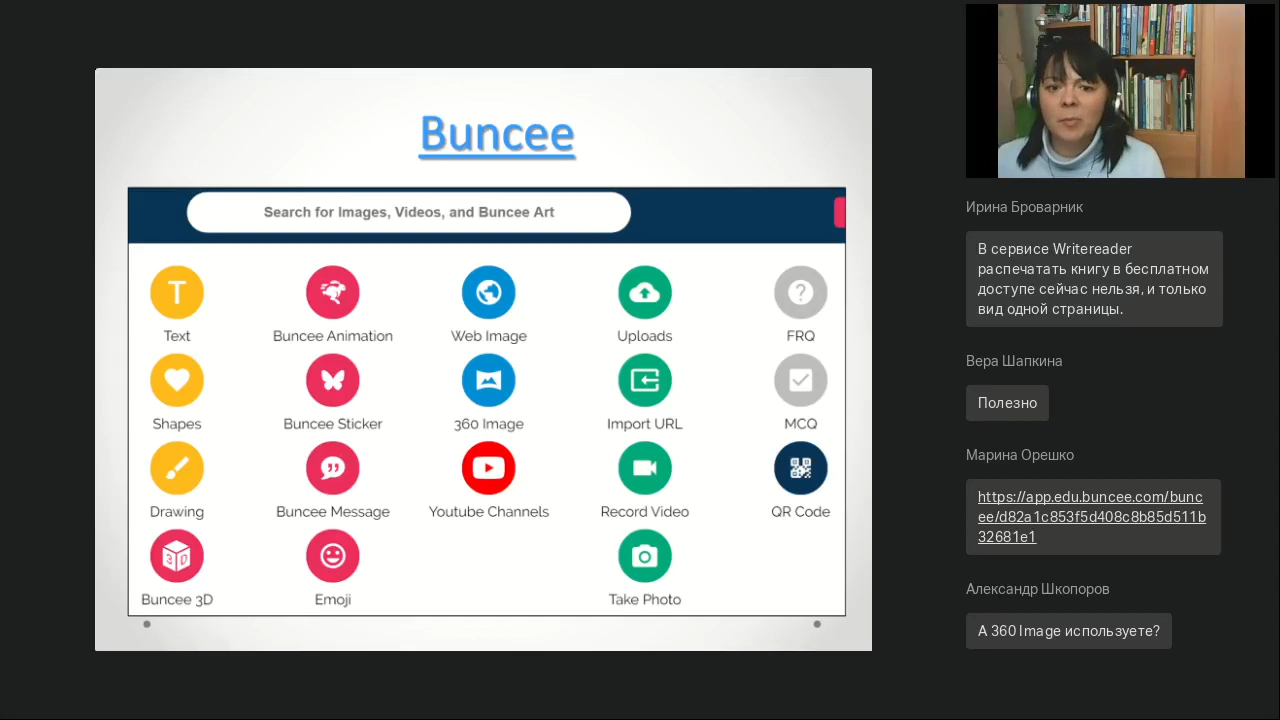 Buncee
Search for Images, Videos, and Buncee Art
Text
Buncee Animation
Web Image
Uploads
FRQ
Shapes
Buncee Sticker
360 Image
Import URL
MCQ
Drawing
Buncee Message
Youtube Channels
Record Video
QR Code
Buncee 3D
Emoji
Take Photo
Ирина Броварник
В сервисе Writereader
распечатать книгу в бесплатном
доступе сейчас нельзя, и только
вид одной страницы.
Вера Шапкина
Полезно
Марина Орешко
https://app.edu.buncee.com/bunc
ee/d82a1c853f5d408c8b85d511b
32681e1
Александр Шкопоров
А 360 Image используете?